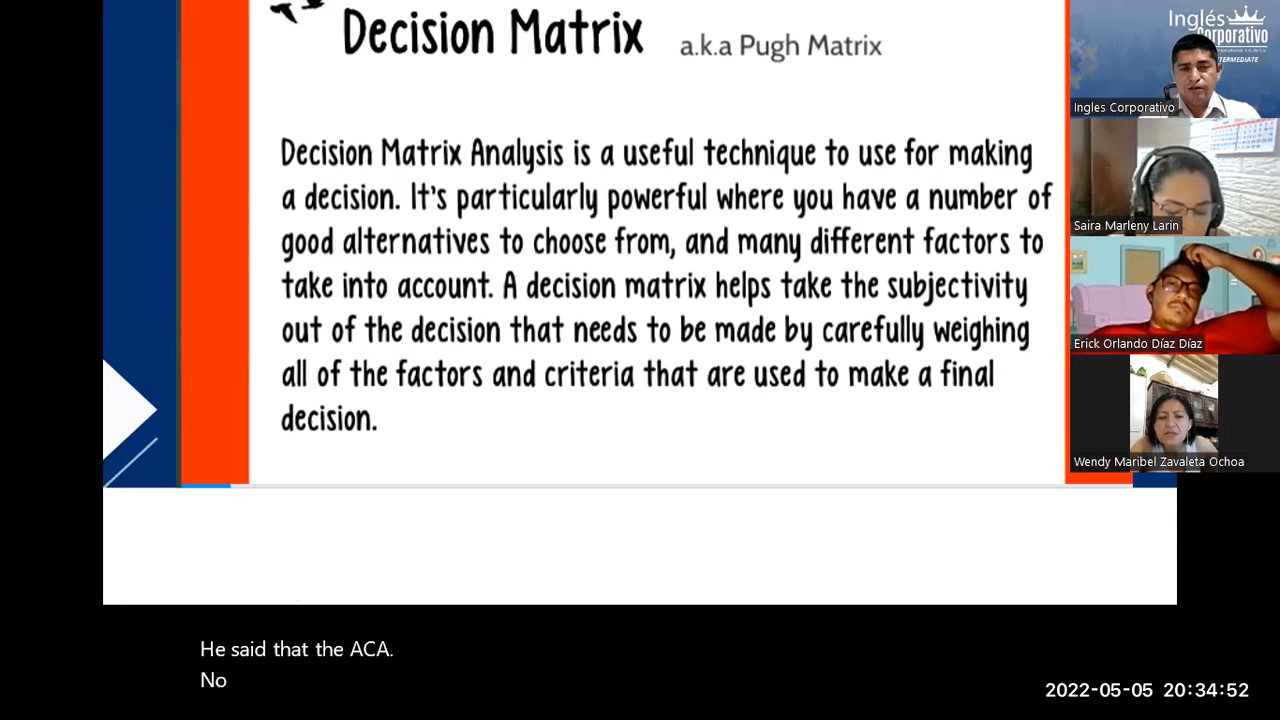 Decision Matrix a.k.a Pugh Matrix
Decision Matrix Analysis is a useful technique to use for making
a decision. It's particularly powerful where you have a number of
good alternatives to choose from, and many different factors to
take into account. A decision matrix helps take the subjectivity
out of the decision that needs to be made by carefully weighing
all of the factors and criteria that are used to make a final
decision.
Inglés
Corporativo
Ingles Corporativo
Saira Marleny Larin
Erick Orlando Díaz Díaz
Wendy Maribel Zavaleta Ochoa
He said that the ACA.
No
2022-05-05 20:34:52